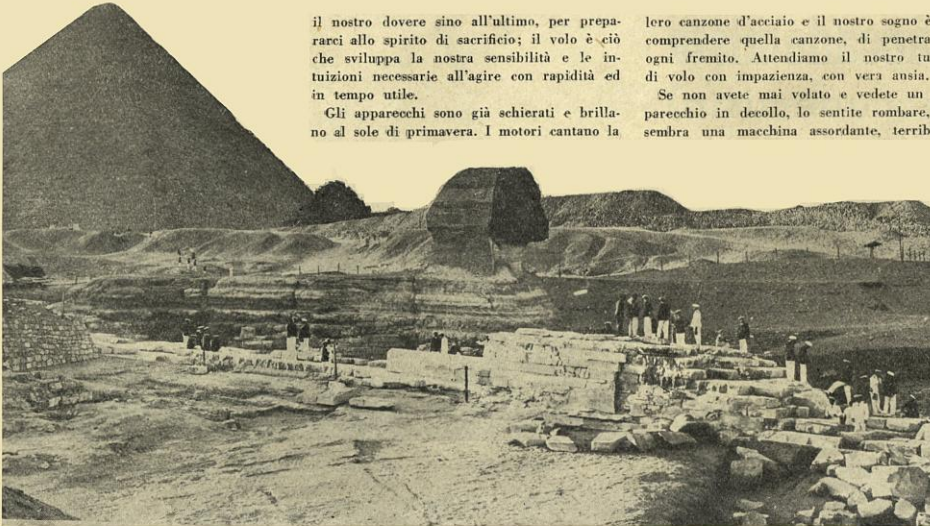 il nostro dovere sino all'ultimo, per prepa-
rarci allo spirito di sacrificio; il volo è ciò
che sviluppa la nostra sensibilità e le in-
tuizioni necessarie all'agire con rapidità ed
in tempo utile.
Gli apparecchi sono già schierati e brilla-
no al sole di primavera. I motori cantano la
lero canzone d'acciaio e il nostro sogno è
comprendere quella canzone, di penetra
ogni fremito. Attendiamo il nostro tu
di volo con impazienza, con vera ansia.
Se non avete mai volato e vedete un
parecchio in decollo, lo sentite rombare,
sembra una macchina assordante, terrib